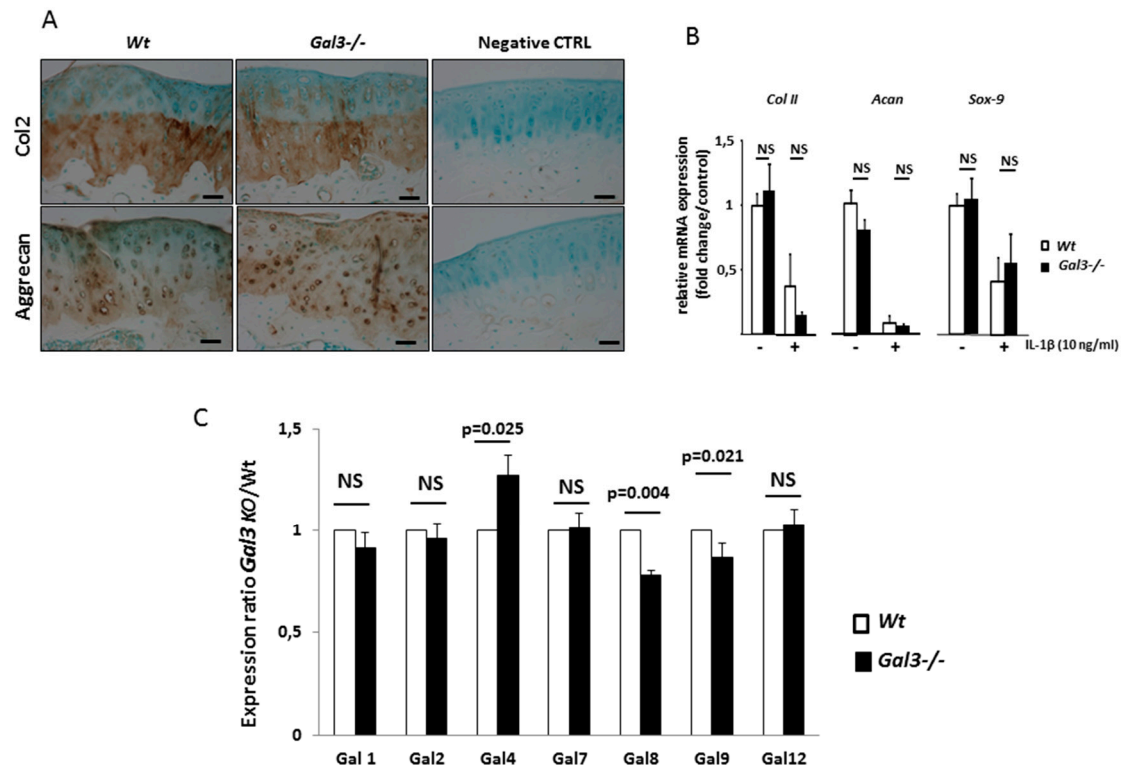 A
Wt Gal3-/- Negative CTRL
Col2
Aggrecan
B
Col II Acan Sox-9
relative mRNA expression
(fold change/control)
1,5
1
0,5
NS NS NS NS NS NS
Wt
Gal3-/-
- + - + - + IL-1β (10 ng/ml)
C
Expression ratio Gal3 KO/Wt
1,5
1
0,5
0
NS NS p=0.025 NS p=0.004 p=0.021 NS
Wt
Gal3-/-
Gal 1 Gal2 Gal4 Gal7 Gal8 Gal9 Gal12